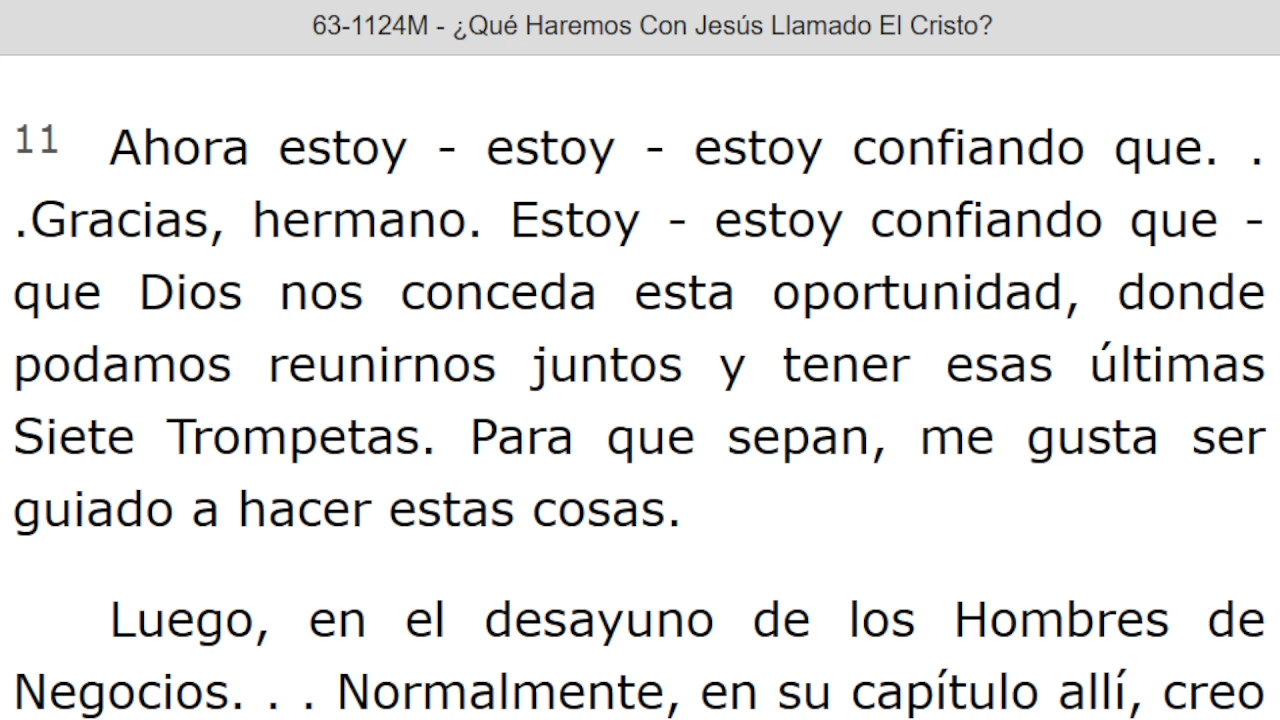 63-1124M - ¿Qué Haremos Con Jesús Llamado El Cristo?
11 Ahora estoy - estoy - estoy confiando que. .
.Gracias, hermano. Estoy - estoy confiando que -
que Dios nos conceda esta oportunidad, donde
podamos reunirnos juntos y tener esas últimas
Siete Trompetas. Para que sepan, me gusta ser
guiado a hacer estas cosas.
Luego, en el desayuno de los Hombres de
Negocios. . . Normalmente, en su capítulo allí, creo